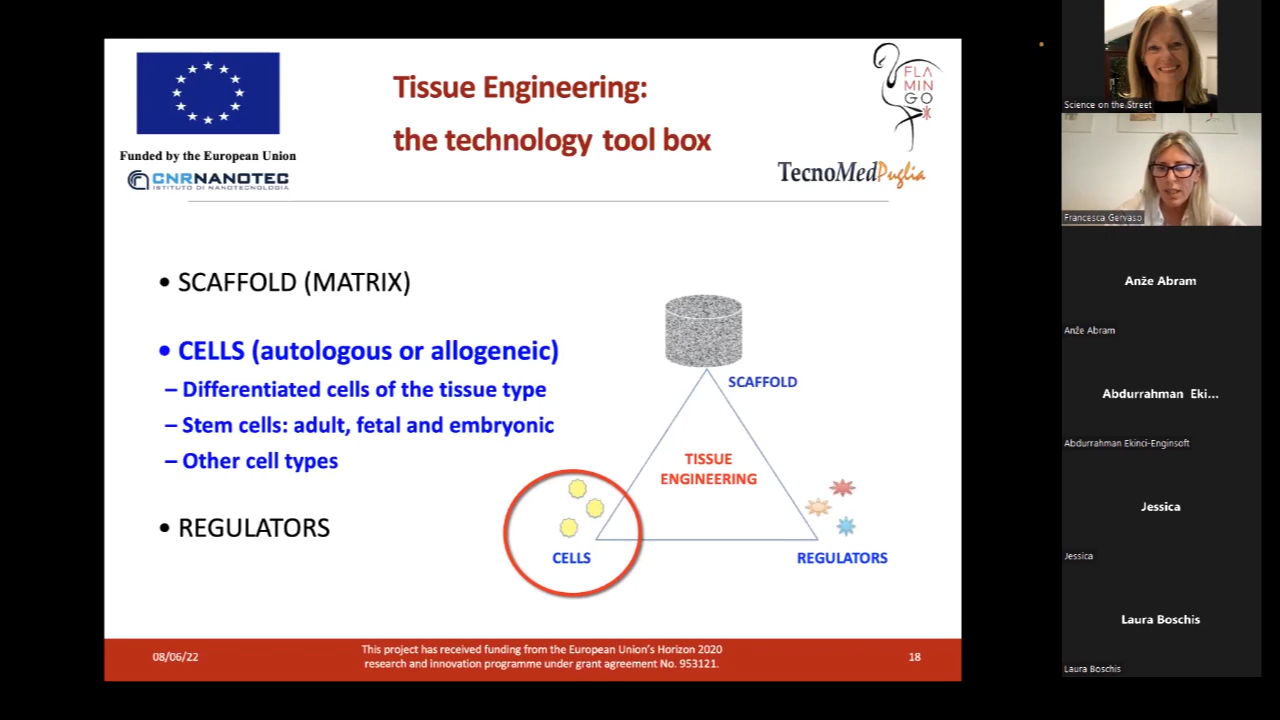 Funded by the European Union
CNRNANOTEC
ISTITUTO DI NANOTECNOLOGIA
Tissue Engineering:
the technology tool box
FLA
MIN
GO
TecnoMedPuglia
• SCAFFOLD (MATRIX)
• CELLS (autologous or allogeneic)
– Differentiated cells of the tissue type
– Stem cells: adult, fetal and embryonic
– Other cell types
• REGULATORS
SCAFFOLD
TISSUE
ENGINEERING
CELLS
REGULATORS
08/06/22
This project has received funding from the European Union's Horizon 2020
research and innovation programme under grant agreement No. 953121.
18
Science on the Street
Francesca Gervaso
Anže Abram
Anže Abram
Abdurrahman Eki...
Abdurrahman Ekinci-Enginsoft
Jessica
Jessica
Laura Boschis
Laura Boschis